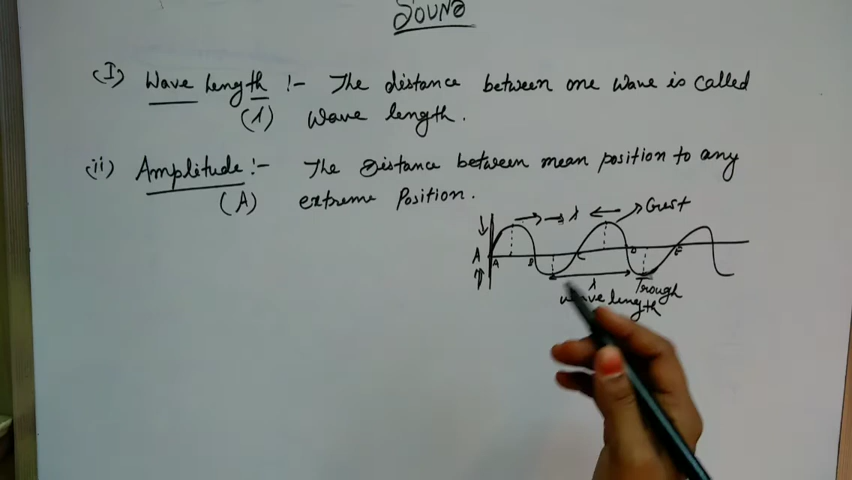 SOUND
(I) Wave length :- The distance between one wave is called
(λ) wave length.
(ii) Amplitude :- The Distance between mean position to any
(A) extreme Position.
λ Crest
A
A B C D E
λ
wave length
Trough